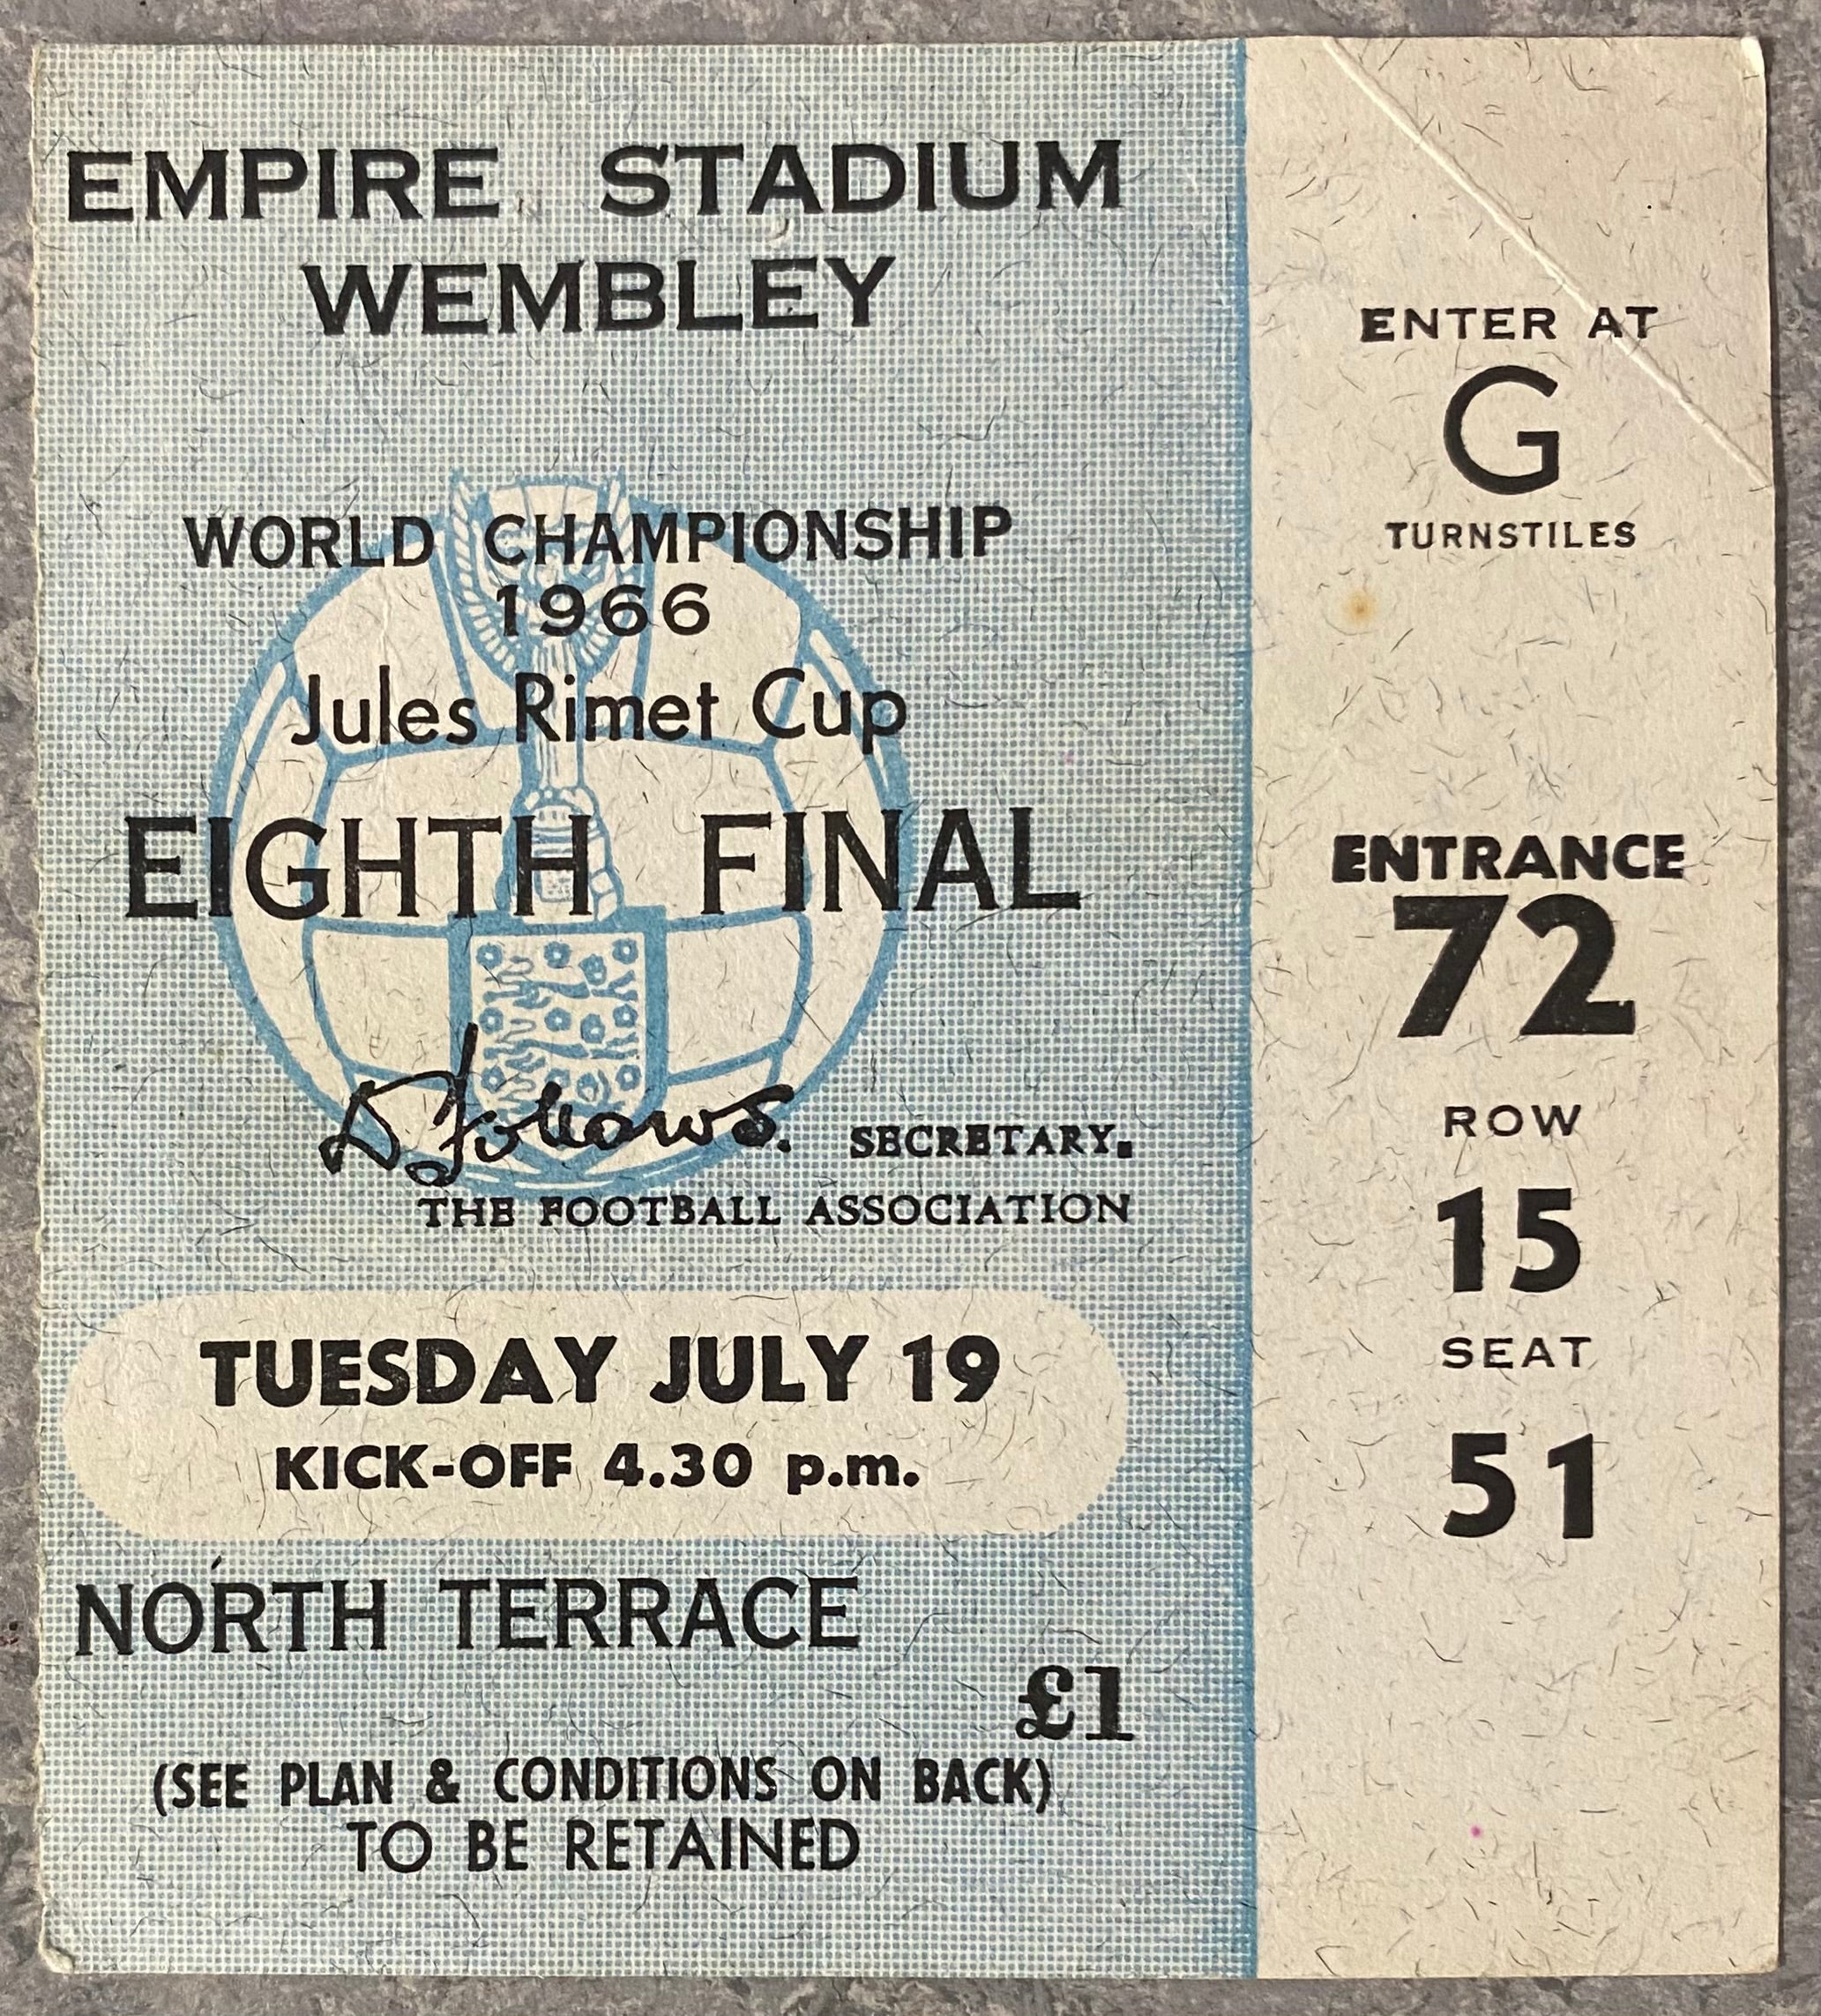 EMPIRE STADIUM
WEMBLEY
WORLD CHAMPIONSHIP
1966
Jules Rimet Cup
EIGHTH FINAL
D Follows. SECRETARY.
THE FOOTBALL ASSOCIATION
TUESDAY JULY 19
KICK-OFF 4.30 p.m.
NORTH TERRACE
£1
(SEE PLAN & CONDITIONS ON BACK)
TO BE RETAINED
ENTER AT
G
TURNSTILES
ENTRANCE
72
ROW
15
SEAT
51